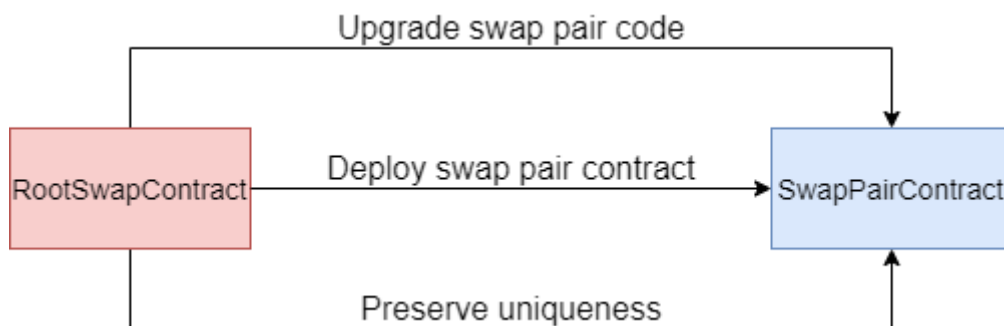 Upgrade swap pair code
RootSwapContract
Deploy swap pair contract
SwapPairContract
Preserve uniqueness